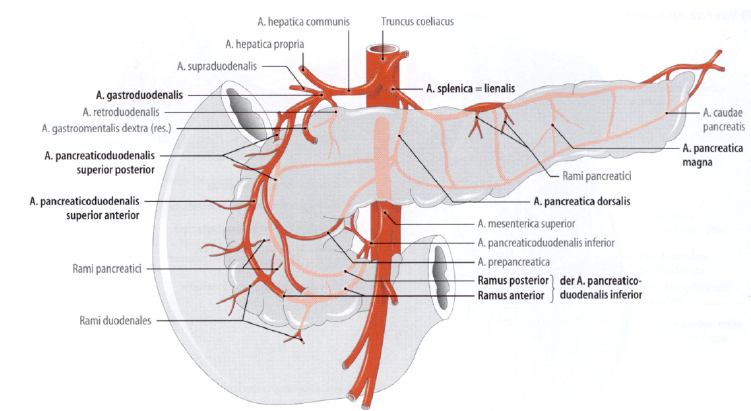 A. hepatica communis
Truncus coeliacus
A. hepatica propria
A. supraduodenalis
A. gastroduodenalis
A. splenica = lienalis
A. retroduodenalis
A. gastroomentalis dextra (res.)
A. caudae
pancreatis
A. pancreaticoduodenalis
superior posterior
A. pancreatica
magna
Rami pancreatici
A. pancreaticoduodenalis
superior anterior
A. pancreatica dorsalis
A. mesenterica superior
A. pancreaticoduodenalis inferior
A. prepancreatica
Rami pancreatici
Ramus posterior
Ramus anterior
der A. pancreatico-
duodenalis inferior
Rami duodenales